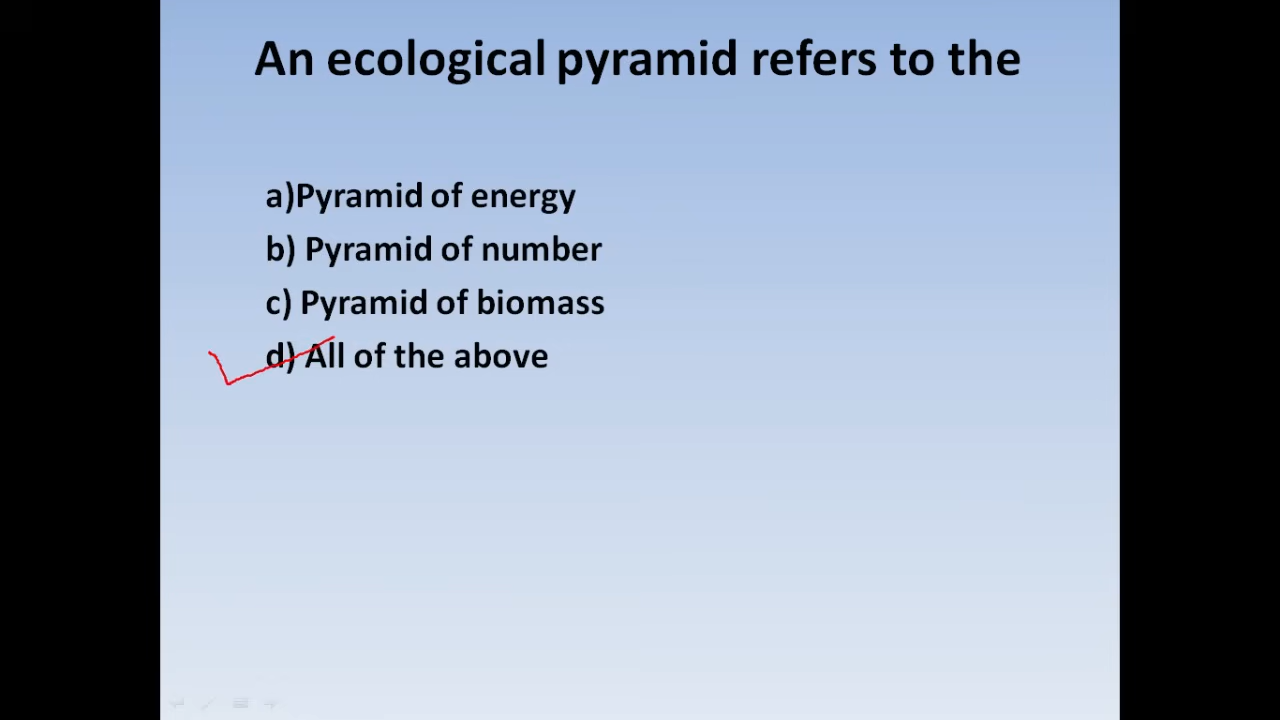 An ecological pyramid refers to the
a)Pyramid of energy
b) Pyramid of number
c) Pyramid of biomass
d) All of the above